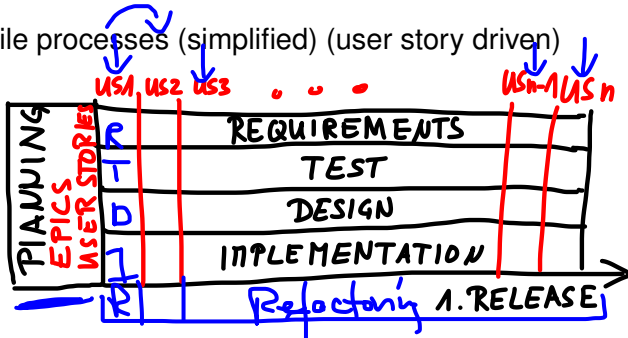 ile processes (simplified) (user story driven)
US1 US2 US3 . . . USn-1 USn
PLANNING
EPICS
USER STORIES
R REQUIREMENTS
T TEST
D DESIGN
I IMPLEMENTATION
R Refactoring 1. RELEASE